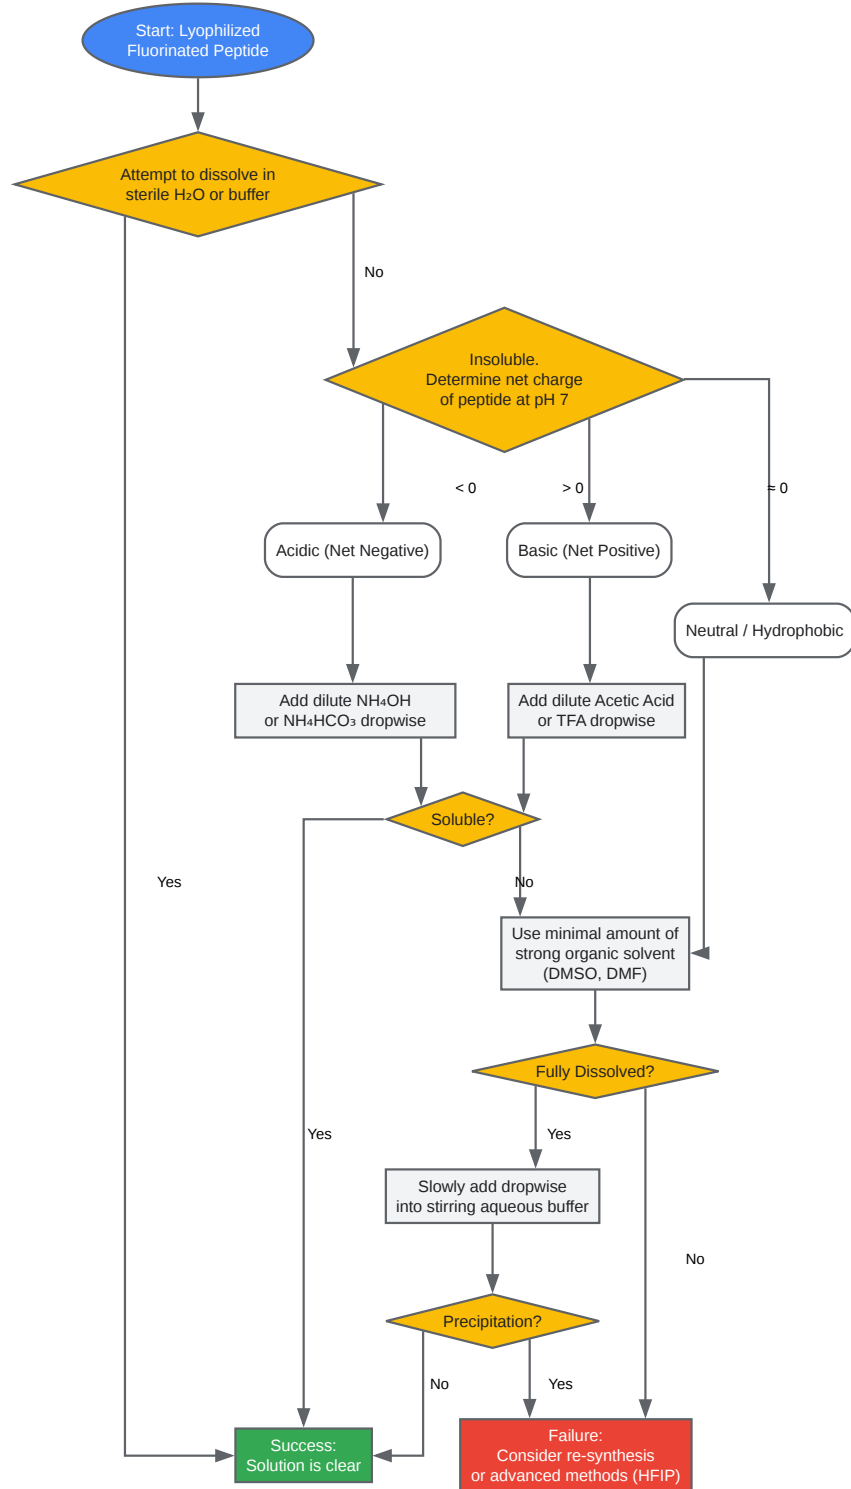 Start: Lyophilized
Fluorinated Peptide
Attempt to dissolve in
sterile H₂O or buffer
No
Insoluble.
Determine net charge
of peptide at pH 7
< 0
> 0
≈ 0
Acidic (Net Negative)
Basic (Net Positive)
Neutral / Hydrophobic
Add dilute NH₄OH
or NH₄HCO₃ dropwise
Add dilute Acetic Acid
or TFA dropwise
Soluble?
Yes
No
Use minimal amount of
strong organic solvent
(DMSO, DMF)
Fully Dissolved?
Yes
Yes
Slowly add dropwise
into stirring aqueous buffer
No
Precipitation?
No
Yes
Success:
Solution is clear
Failure:
Consider re-synthesis
or advanced methods (HFIP)